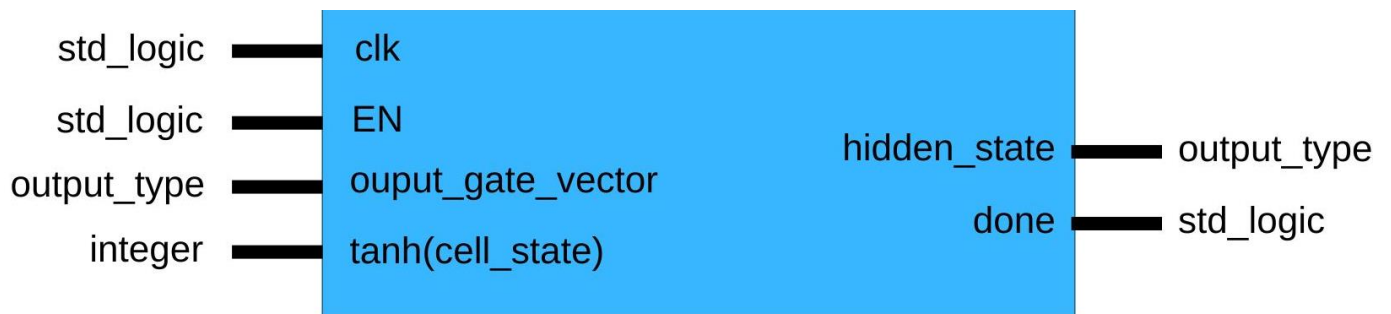 std_logic clk
std_logic EN
hidden_state output_type
output_type ouput_gate_vector
done std_logic
integer tanh(cell_state)